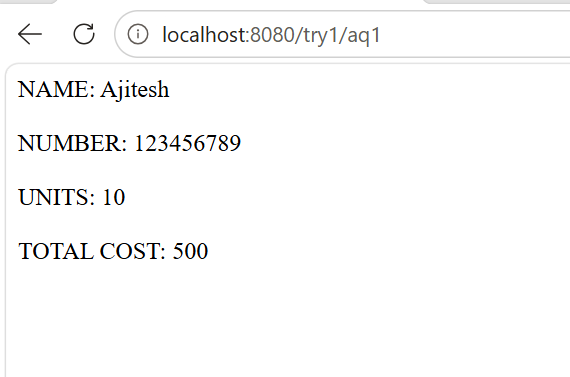 localhost:8080/try1/aq1
NAME: Ajitesh
NUMBER: 123456789
UNITS: 10
TOTAL COST: 500